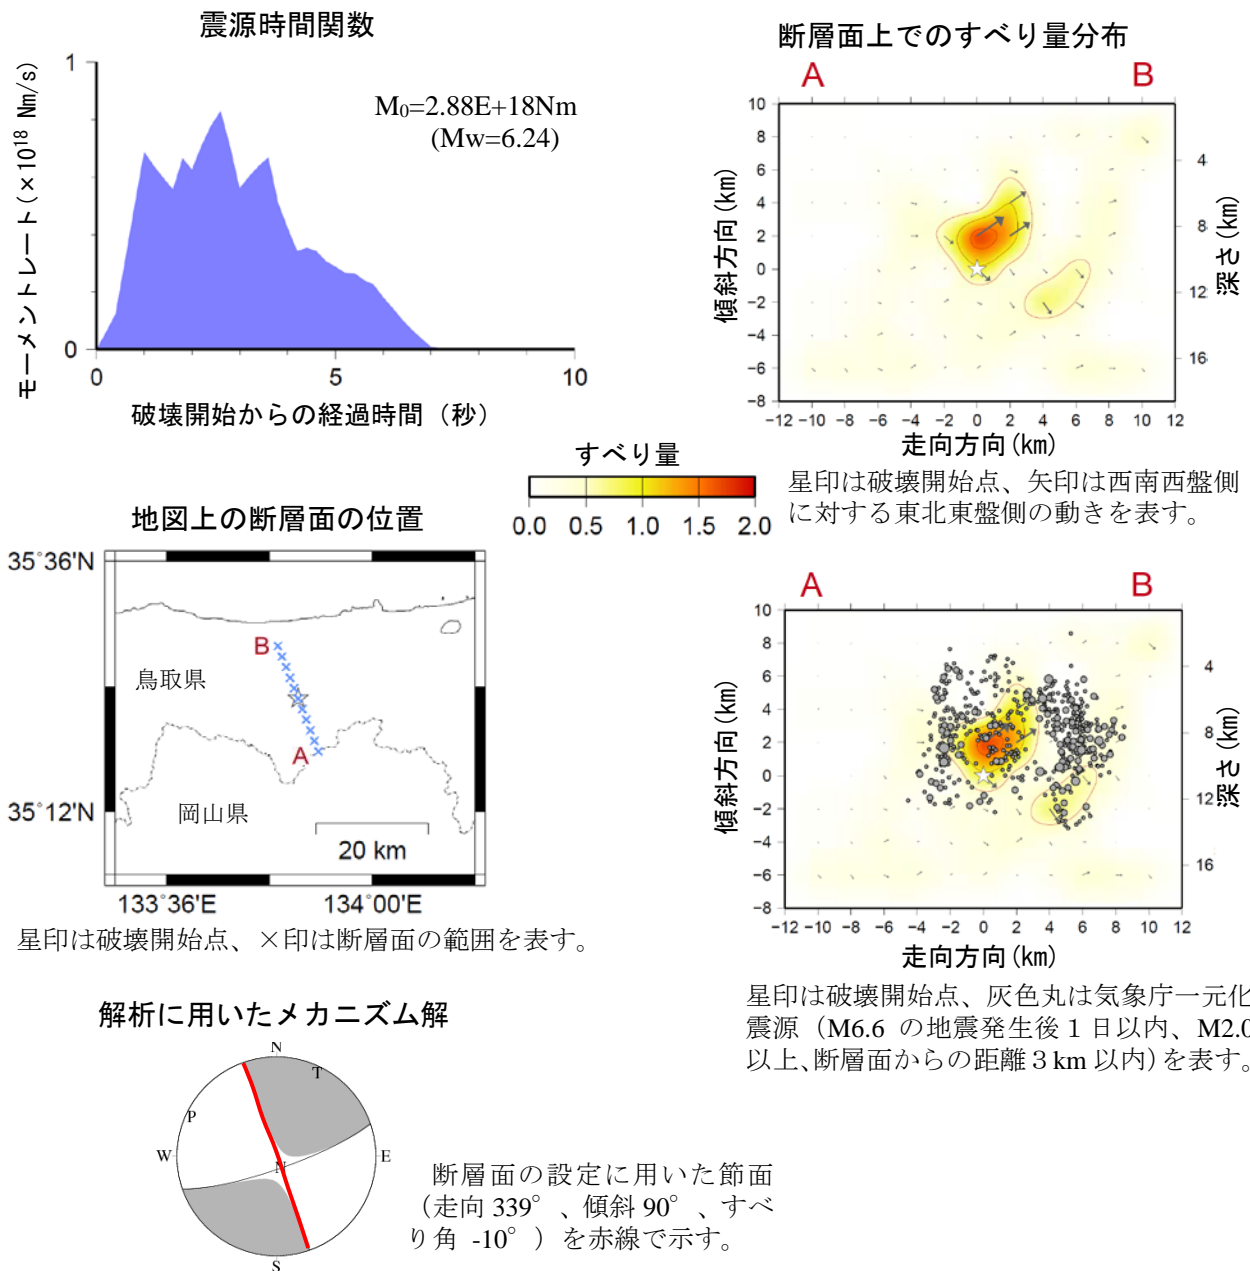 震源時間関数
1
0
モーメントレート(×10¹⁸ Nm/s)
M₀=2.88E+18Nm
(Mw=6.24)
0 5 10
破壊開始からの経過時間（秒）
断層面上でのすべり量分布
A B
10
8
6
4
2
0
−2
−4
−6
−8
傾斜方向(km)
4
8
12
16
深さ(km)
−12 −10 −8 −6 −4 −2 0 2 4 6 8 10 12
走向方向(km)
星印は破壊開始点、矢印は西南西盤側
に対する東北東盤側の動きを表す。
すべり量
0.0 0.5 1.0 1.5 2.0
地図上の断層面の位置
35°36'N
35°12'N
B
鳥取県
A
岡山県
20 km
133°36'E 134°00'E
星印は破壊開始点、×印は断層面の範囲を表す。
A B
10
8
6
4
2
0
−2
−4
−6
−8
傾斜方向(km)
4
8
12
16
深さ(km)
−12 −10 −8 −6 −4 −2 0 2 4 6 8 10 12
走向方向(km)
星印は破壊開始点、灰色丸は気象庁一元化
震源（M6.6 の地震発生後１日以内、M2.0
以上、断層面からの距離３km 以内）を表す。
解析に用いたメカニズム解
N
T
P
W
N
E
S
断層面の設定に用いた節面
（走向 339°、傾斜 90°、すべ
り角 -10°）を赤線で示す。